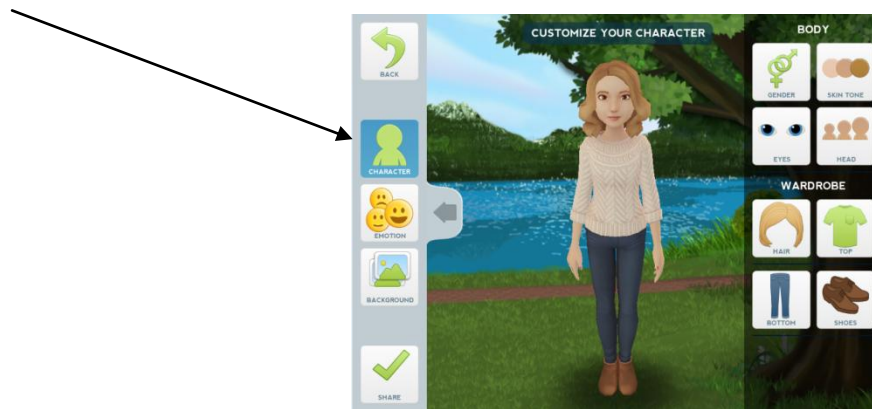 CUSTOMIZE YOUR CHARACTER
BACK
CHARACTER
EMOTION
BACKGROUND
SHARE
BODY
GENDER
SKIN TONE
EYES
HEAD
WARDROBE
HAIR
TOP
BOTTOM
SHOES